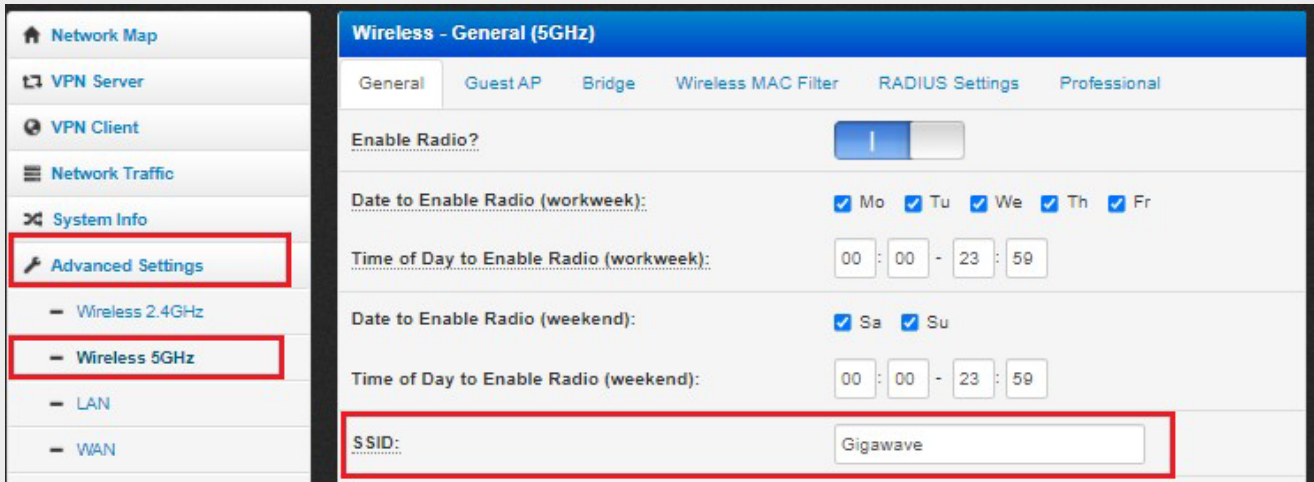 Network Map
VPN Server
VPN Client
Network Traffic
System Info
Advanced Settings
Wireless 2.4GHz
Wireless 5GHz
LAN
WAN
Wireless - General (5GHz)
General Guest AP Bridge Wireless MAC Filter RADIUS Settings Professional
Enable Radio?
Date to Enable Radio (workweek): Mo Tu We Th Fr
Time of Day to Enable Radio (workweek): 00 : 00 - 23 : 59
Date to Enable Radio (weekend): Sa Su
Time of Day to Enable Radio (weekend): 00 : 00 - 23 : 59
SSID: Gigawave